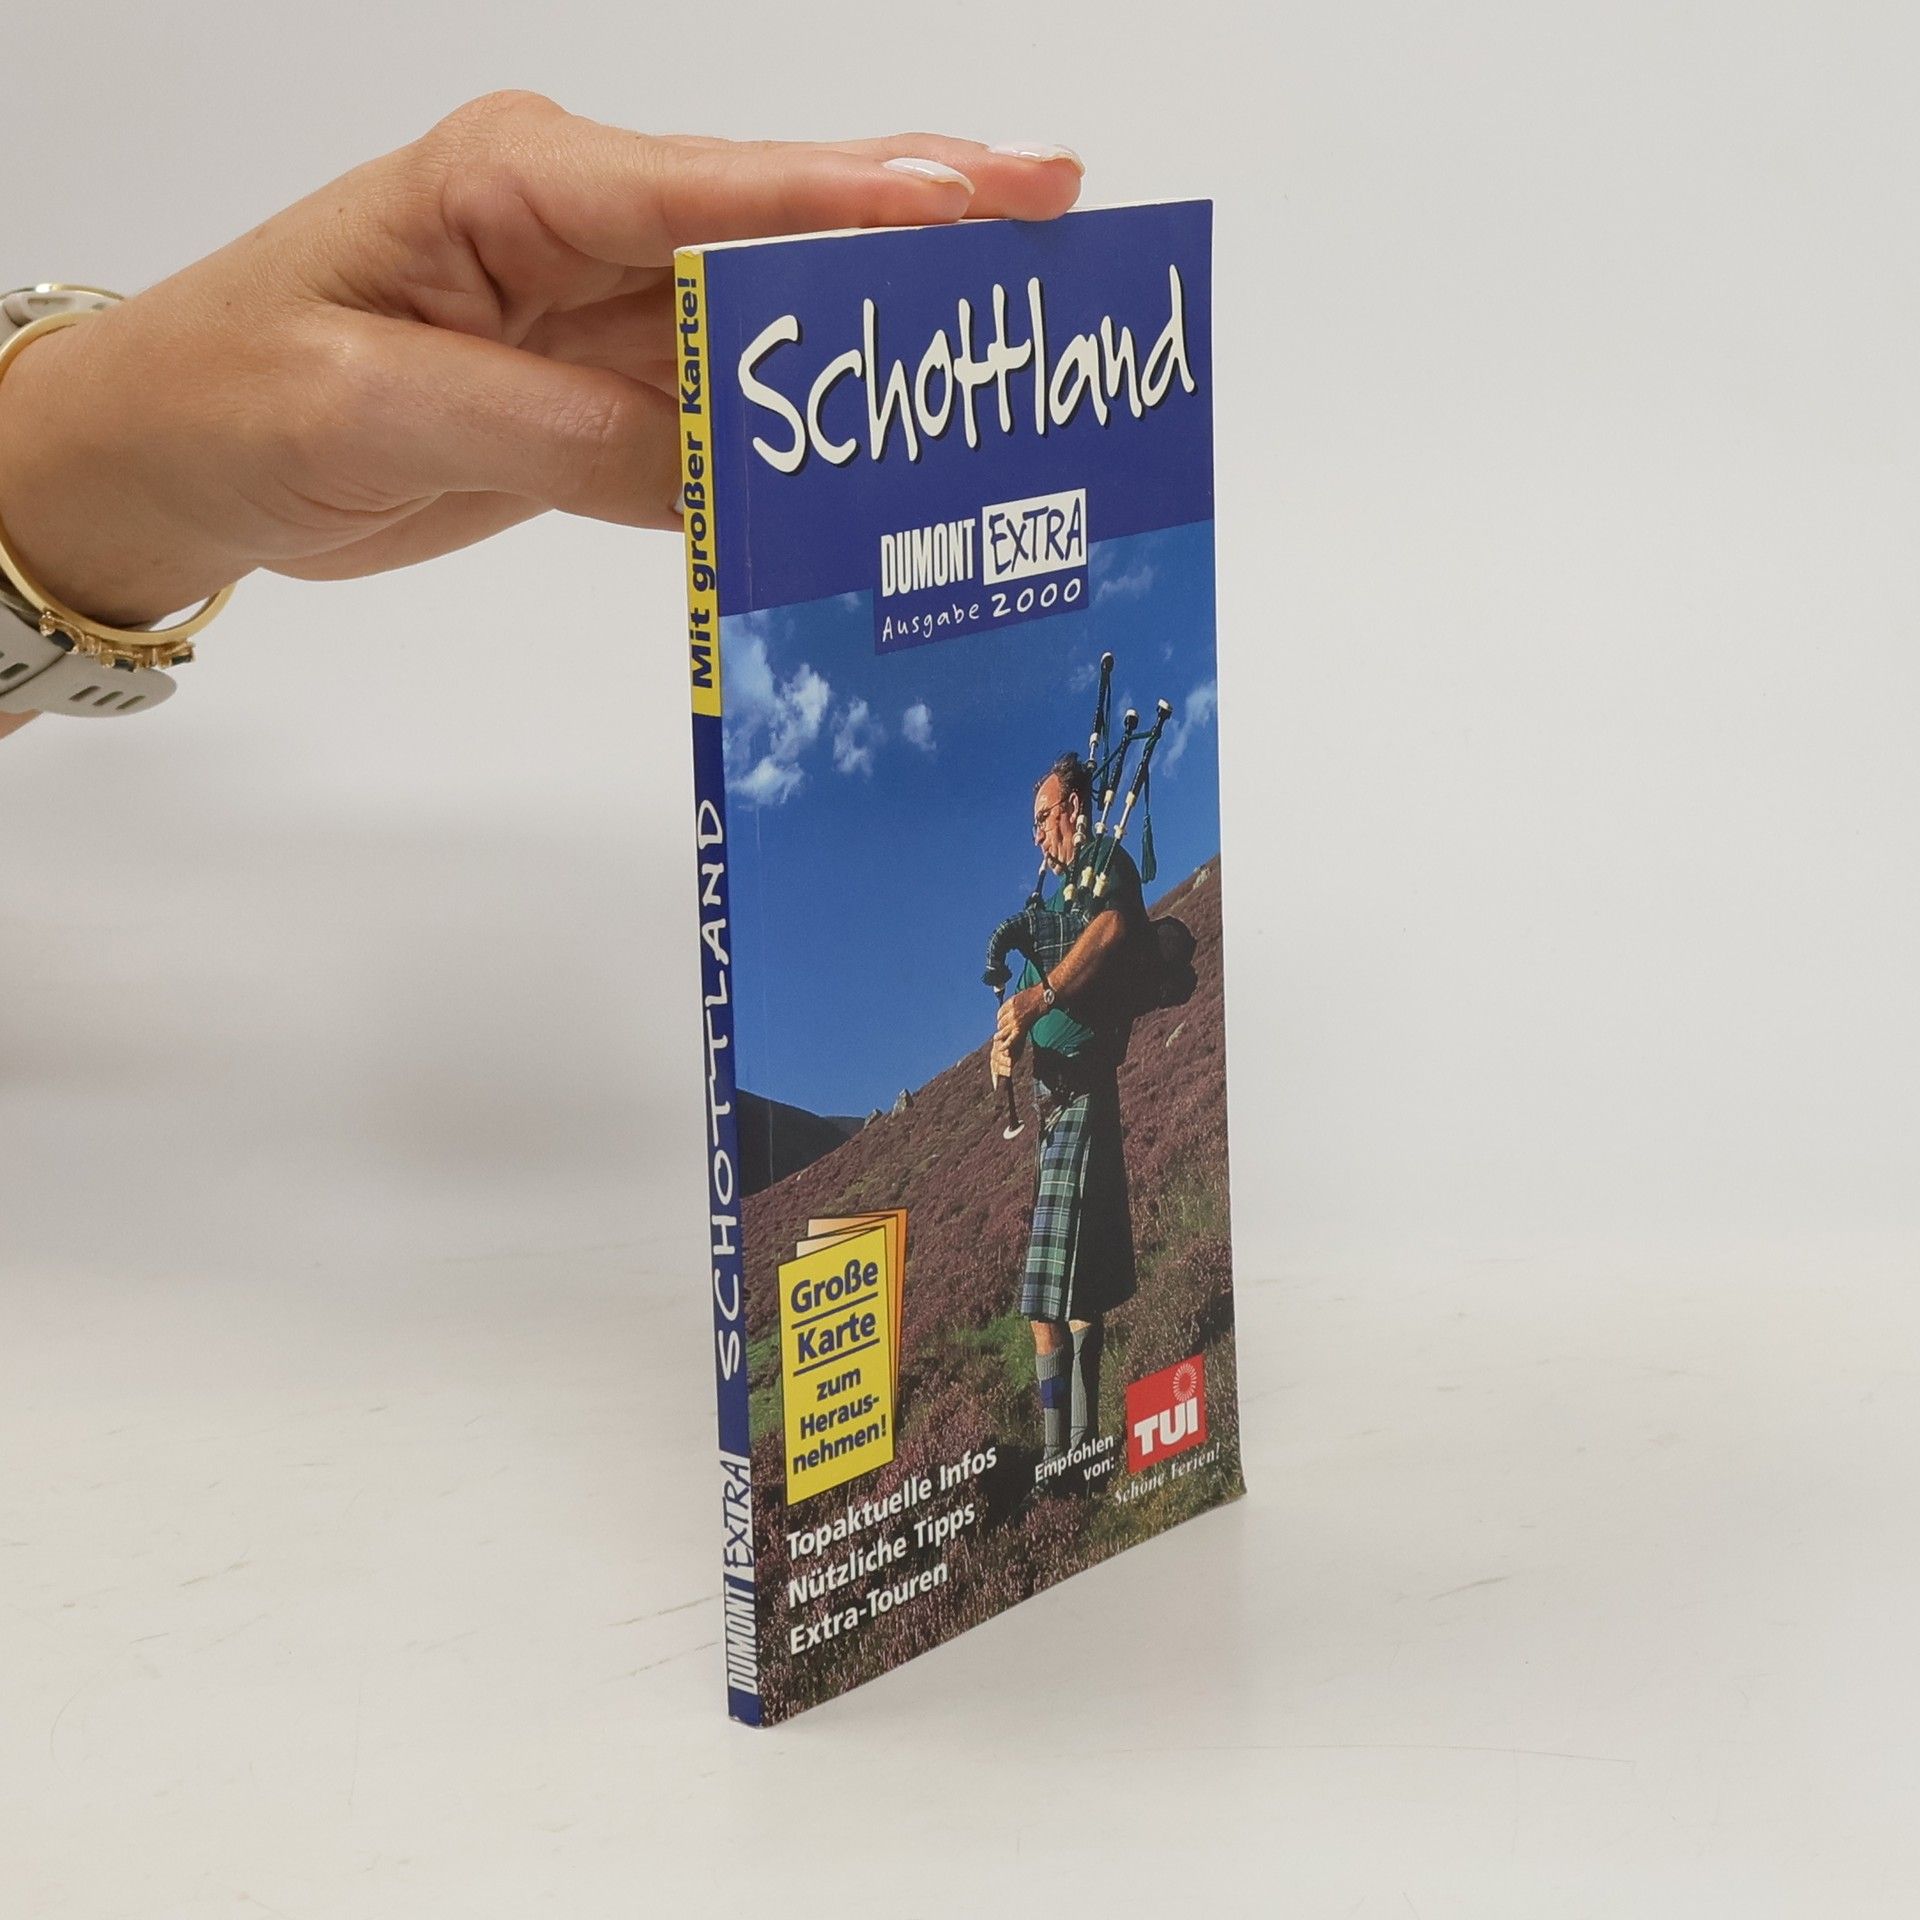 Mit großer Karte!
SCHOTTLAND
DUMONT EXTRA
Schottland
DUMONT EXTRA
Ausgabe 2000
Große
Karte
zum
Heraus-
nehmen!
Topaktuelle Infos
Nützliche Tipps
Extra-Touren
Empfohlen
von:
TUI
Schöne Ferien!